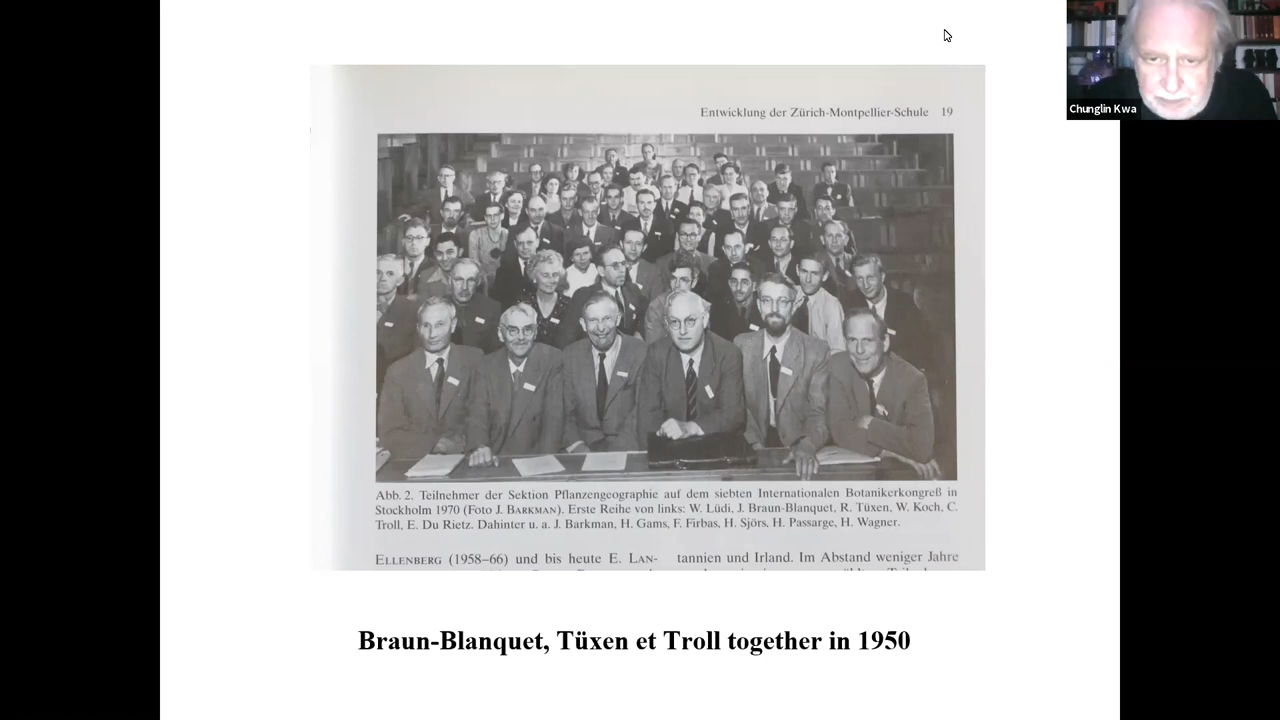 Chunglin Kwa
Entwicklung der Zürich-Montpellier-Schule 19
Abb. 2. Teilnehmer der Sektion Pflanzengeographie auf dem siebten Internationalen Botanikerkongreß in
Stockholm 1970 (Foto J. BARKMAN). Erste Reihe von links: W. Lüdi, J. Braun-Blanquet, R. Tüxen, W. Koch, C.
Troll, E. Du Rietz. Dahinter u. a. J. Barkman, H. Gams, F. Firbas, H. Sjörs, H. Passarge, H. Wagner.
ELLENBERG (1958–66) und bis heute E. LAN-
tannien und Irland. Im Abstand weniger Jahre
Braun-Blanquet, Tüxen et Troll together in 1950